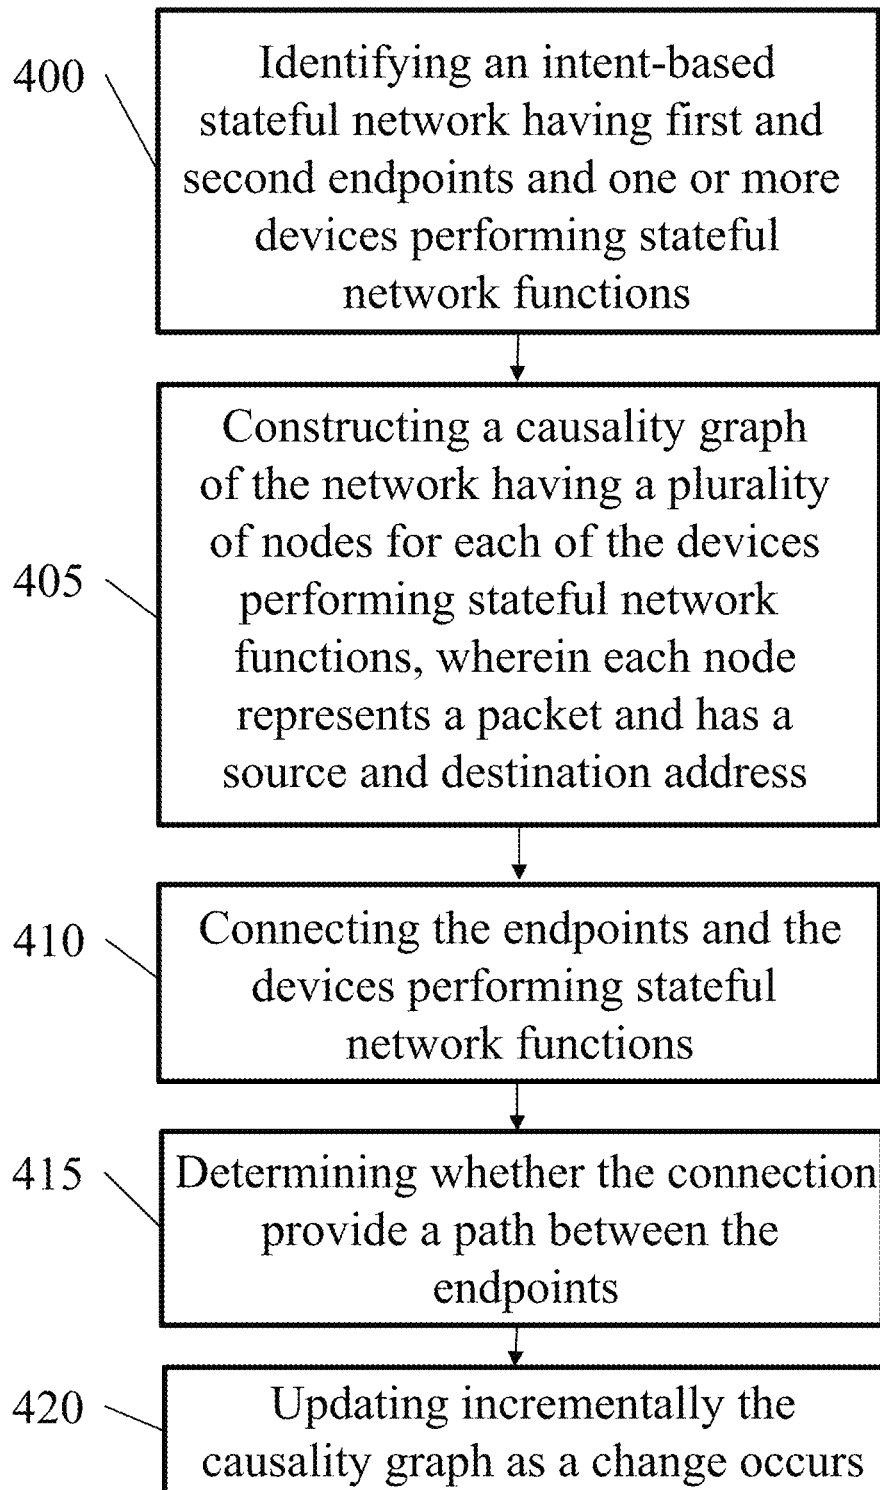 400
Identifying an intent-based
stateful network having first and
second endpoints and one or more
devices performing stateful
network functions
405
Constructing a causality graph
of the network having a plurality
of nodes for each of the devices
performing stateful network
functions, wherein each node
represents a packet and has a
source and destination address
410
Connecting the endpoints and the
devices performing stateful
network functions
415
Determining whether the connection
provide a path between the
endpoints
420
Updating incrementally the
causality graph as a change occurs